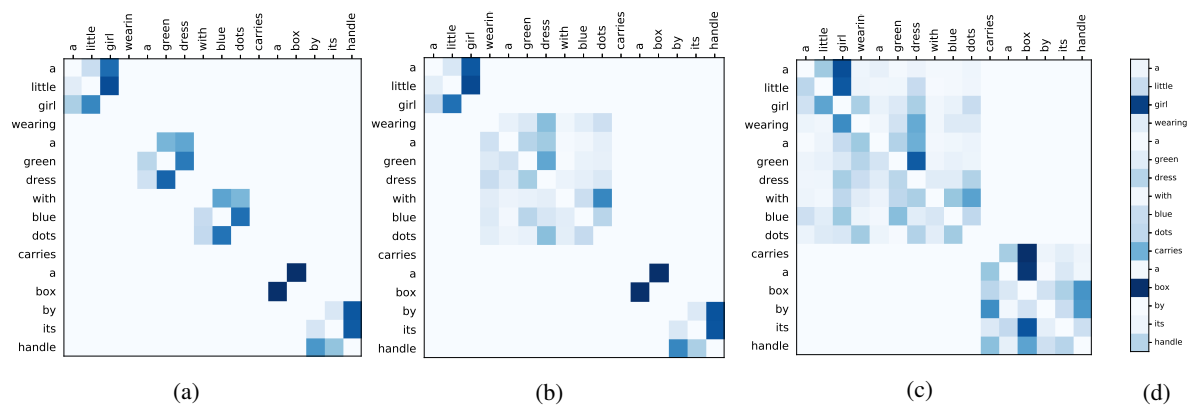 a little girl wearin a green dress with blue dots carries a box by its handle
a
little
girl
wearing
a
green
dress
with
blue
dots
carries
a
box
by
its
handle
(a)
a little girl wearin a green dress with blue dots carries a box by its handle
a
little
girl
wearing
a
green
dress
with
blue
dots
carries
a
box
by
its
handle
(b)
a little girl wearing a green dress with blue dots carries a box by its handle
a
little
girl
wearing
a
green
dress
with
blue
dots
carries
a
box
by
its
handle
(c)
a
little
girl
wearing
a
green
dress
with
blue
dots
carries
a
box
by
its
handle
(d)